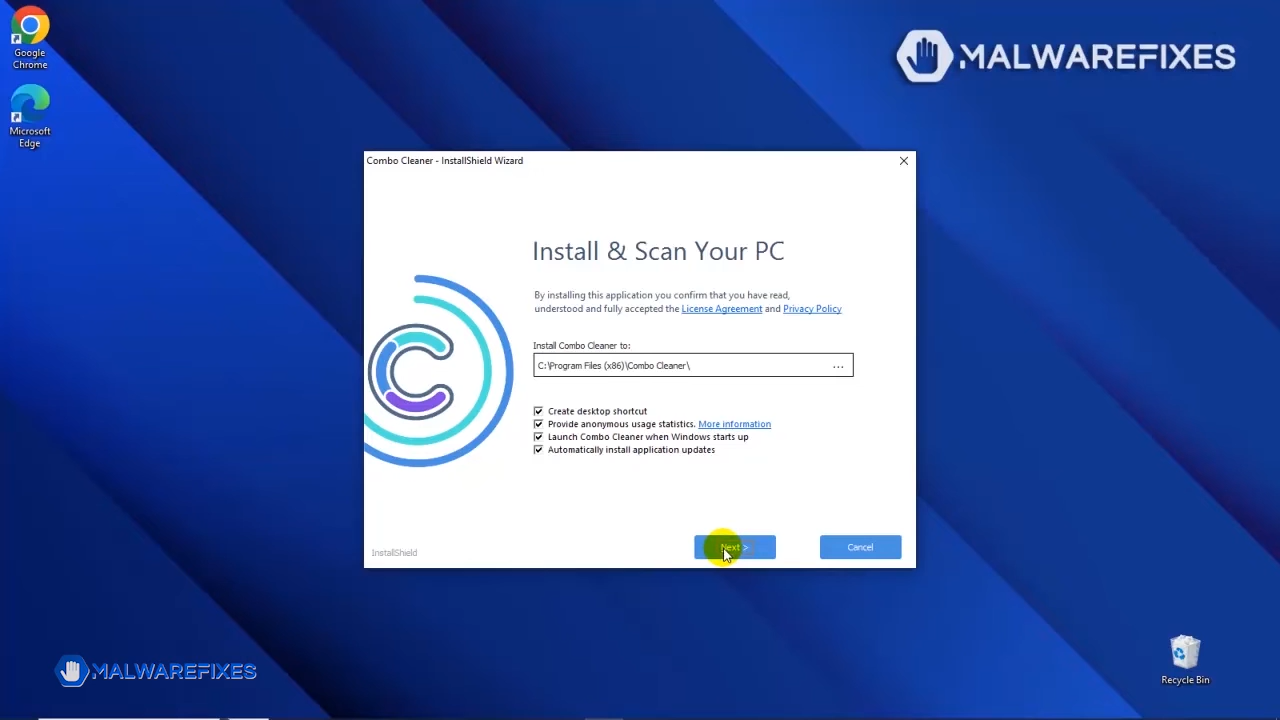 Google
Chrome
Microsoft
Edge
MALWAREFIXES
Combo Cleaner - InstallShield Wizard
Install & Scan Your PC
By installing this application you confirm that you have read,
understood and fully accepted the License Agreement and Privacy Policy
Install Combo Cleaner to:
C:\Program Files (x86)\Combo Cleaner\ ...
Create desktop shortcut
Provide anonymous usage statistics. More information
Launch Combo Cleaner when Windows starts up
Automatically install application updates
InstallShield
Next >
Cancel
MALWAREFIXES
Recycle Bin